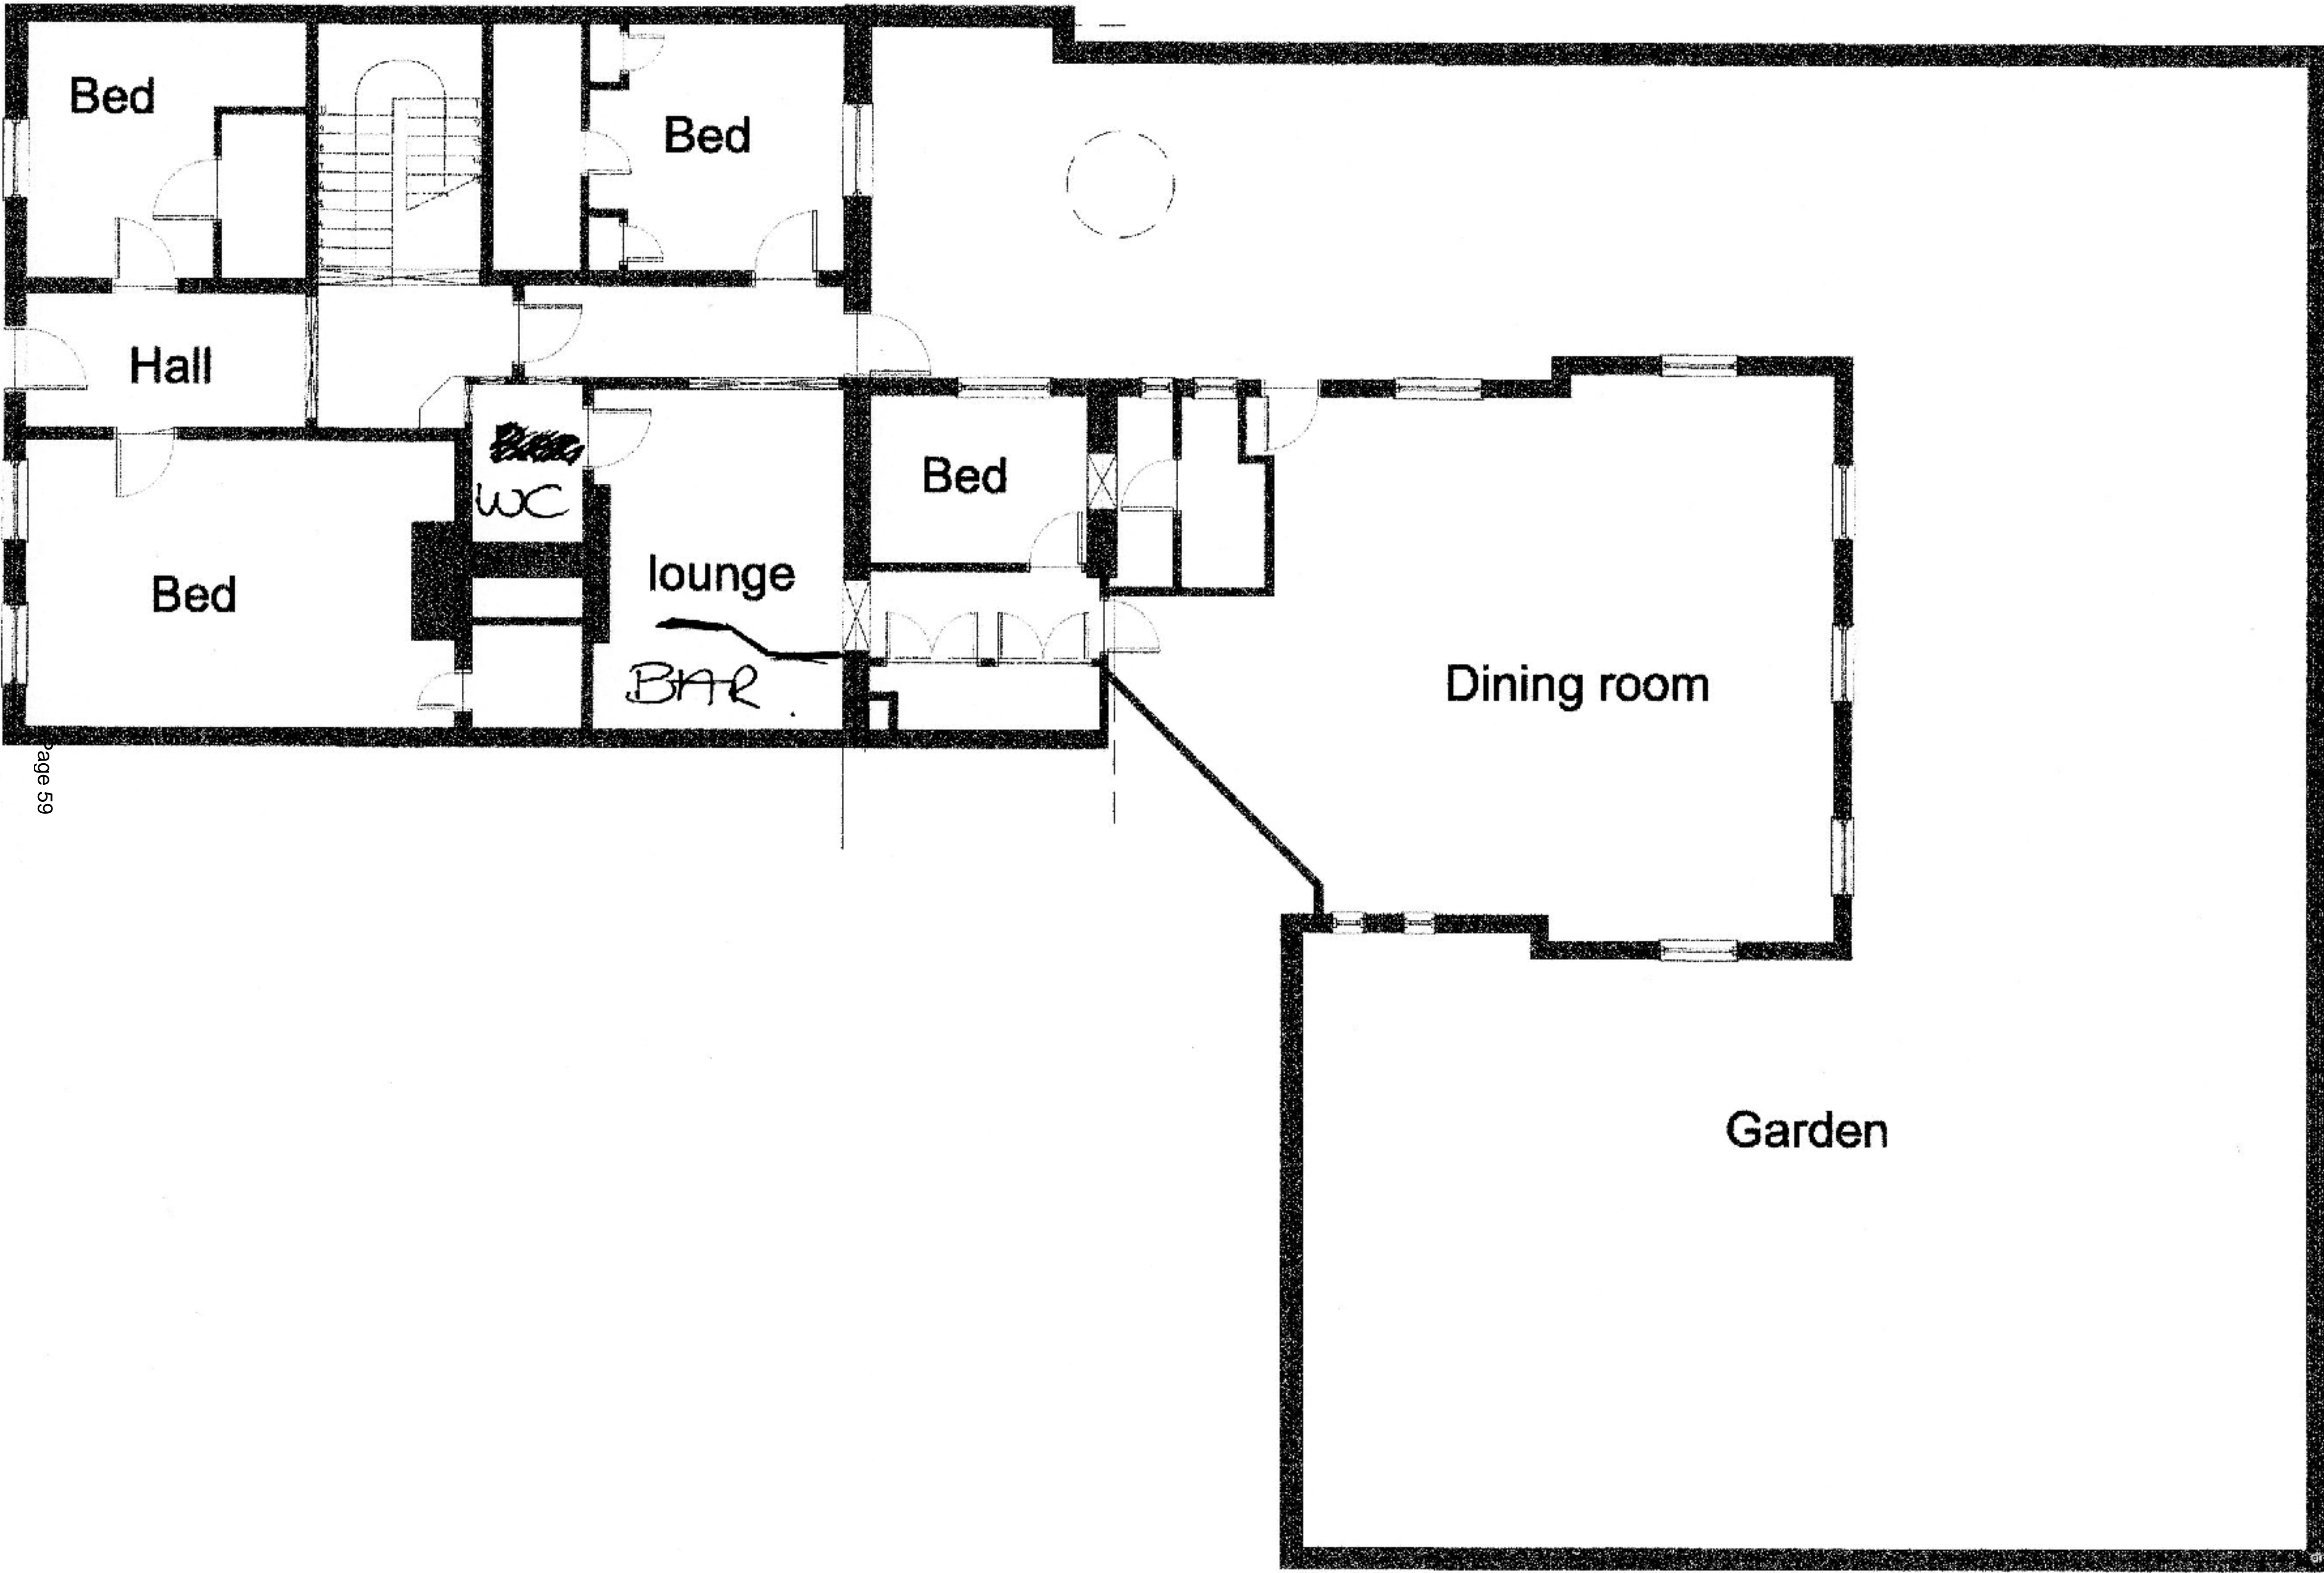 Bed
Bed
Hall
WC
Bed
Bed
lounge
BAR.
Dining room
Page 59
Garden